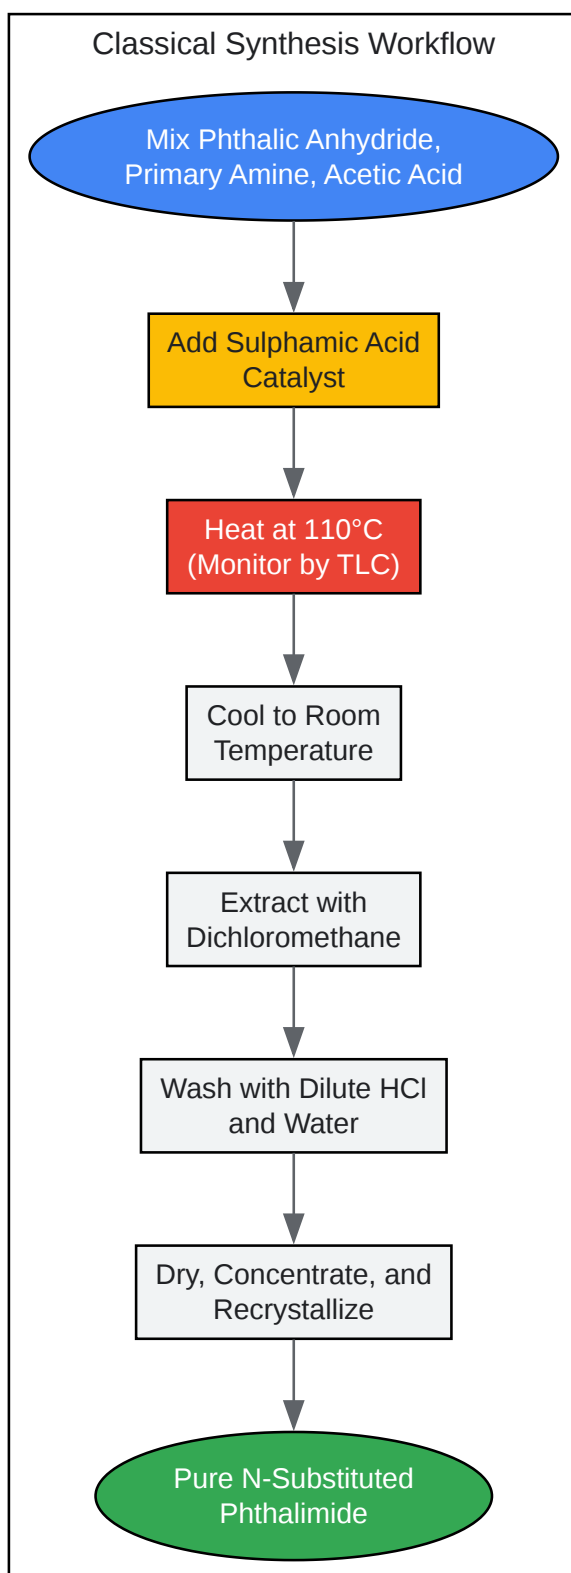 Classical Synthesis Workflow
Mix Phthalic Anhydride,
Primary Amine, Acetic Acid
Add Sulphamic Acid
Catalyst
Heat at 110°C
(Monitor by TLC)
Cool to Room
Temperature
Extract with
Dichloromethane
Wash with Dilute HCl
and Water
Dry, Concentrate, and
Recrystallize
Pure N-Substituted
Phthalimide